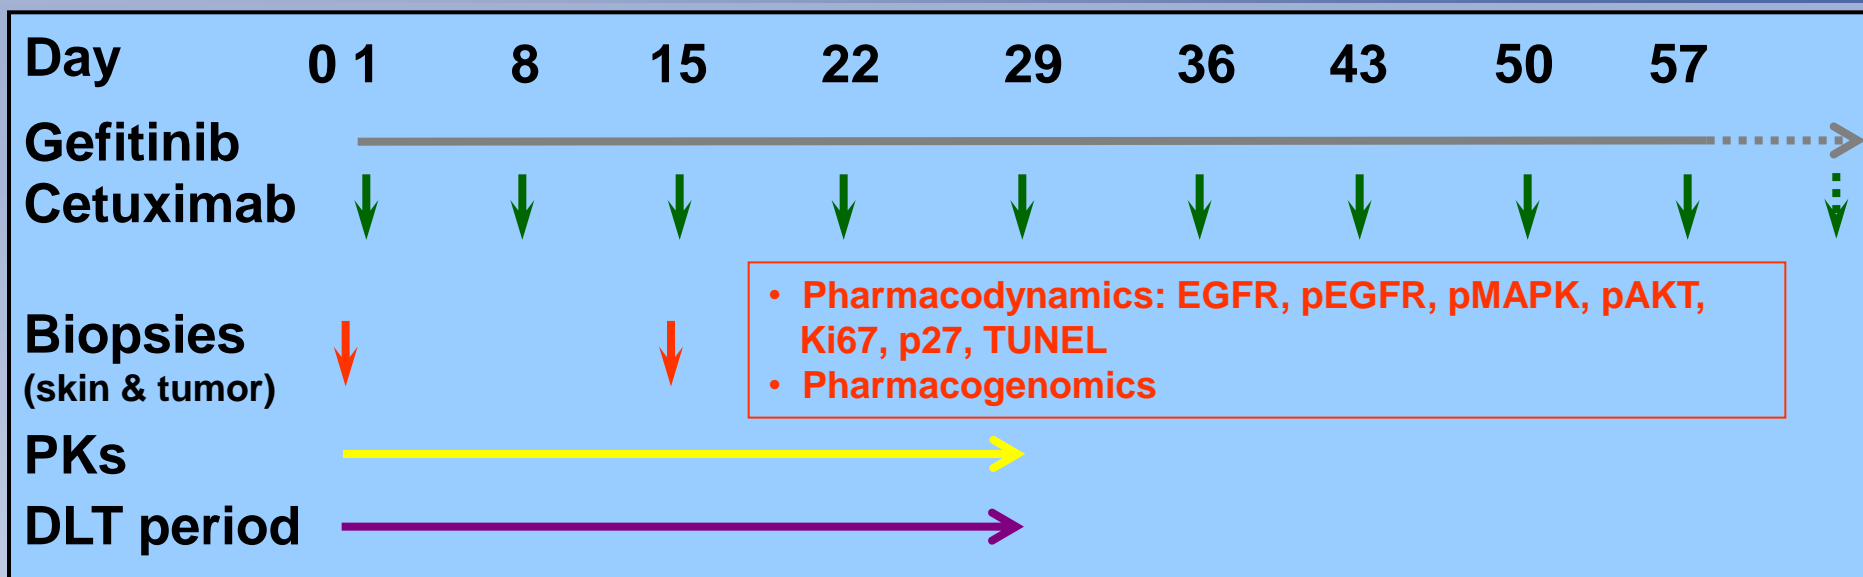 Day 0 1 8 15 22 29 36 43 50 57
Gefitinib
Cetuximab
• Pharmacodynamics: EGFR, pEGFR, pMAPK, pAKT,
Ki67, p27, TUNEL
• Pharmacogenomics
Biopsies
(skin & tumor)
PKs
DLT period